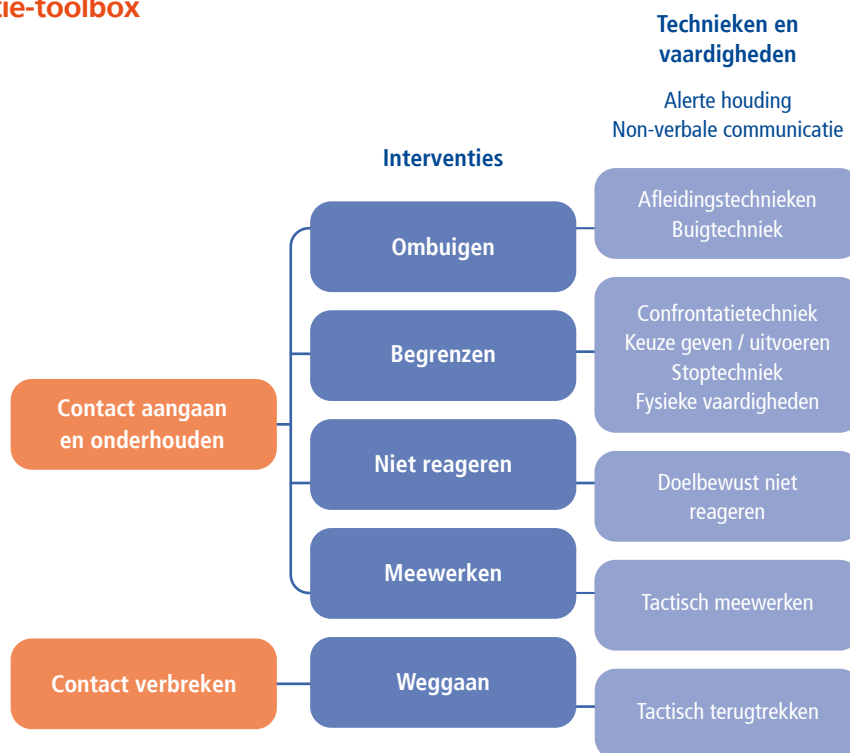 tie-toolbox
Technieken en
vaardigheden
Alerte houding
Non-verbale communicatie
Interventies
Afleidingstechnieken
Buigtechniek
Ombuigen
Confrontatietechniek
Keuze geven / uitvoeren
Stoptechniek
Fysieke vaardigheden
Begrenzen
Contact aangaan
en onderhouden
Niet reageren
Doelbewust niet
reageren
Meewerken
Tactisch meewerken
Contact verbreken
Weggaan
Tactisch terugtrekken